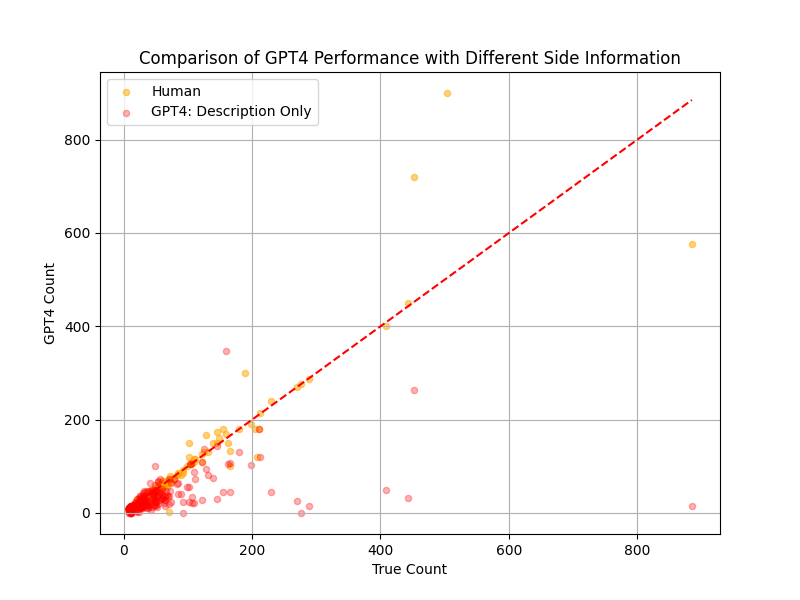 Comparison of GPT4 Performance with Different Side Information
Human
GPT4: Description Only
800
600
400
200
0
GPT4 Count
0 200 400 600 800
True Count